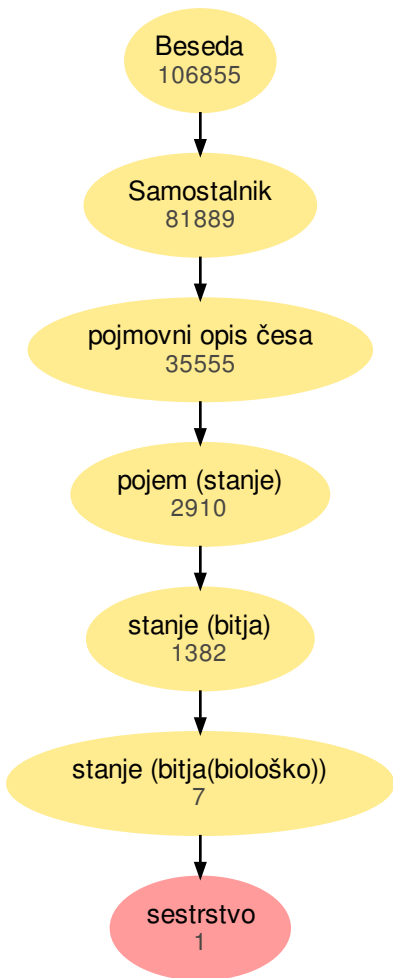 Beseda
106855
Samostalnik
81889
pojmovni opis česa
35555
pojem (stanje)
2910
stanje (bitja)
1382
stanje (bitja(biološko))
7
sestrstvo
1